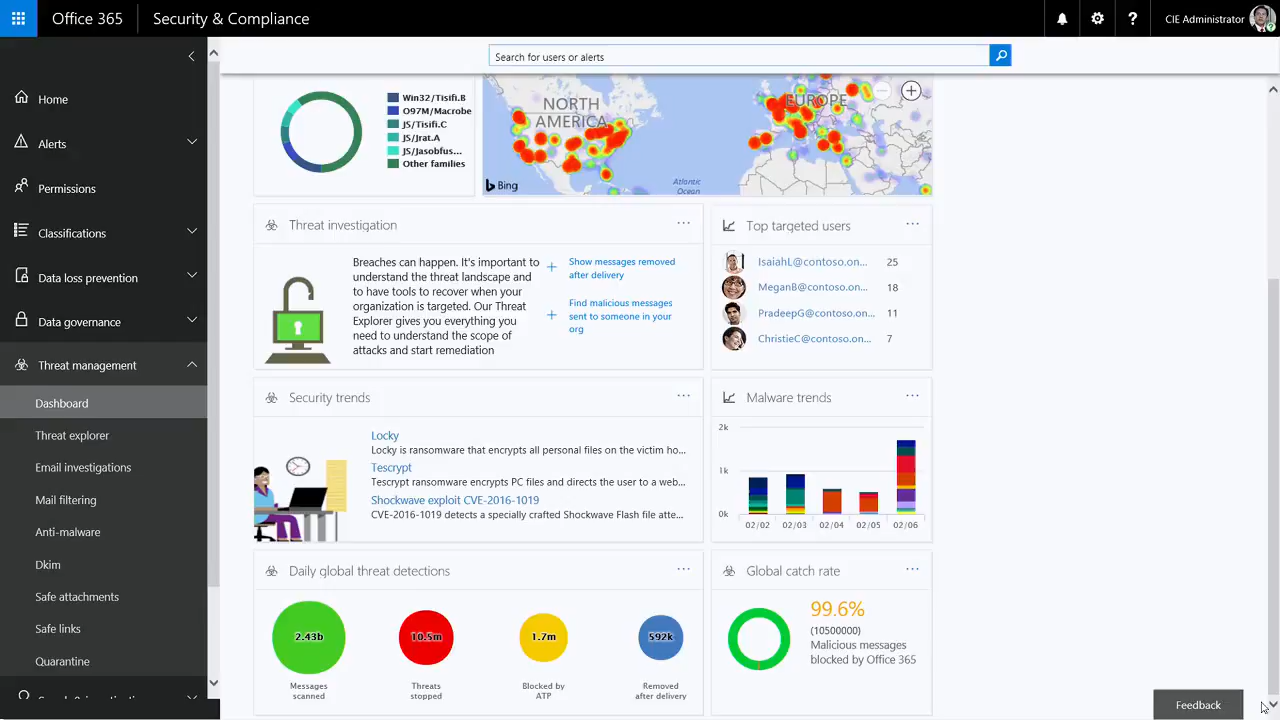 Office 365
Security & Compliance
?
CIE Administrator
Search for users or alerts
Home
Alerts
Permissions
Classifications
Data loss prevention
Data governance
Threat management
Dashboard
Threat explorer
Email investigations
Mail filtering
Anti-malware
Dkim
Safe attachments
Safe links
Quarantine
Win32/Tisifi.B
O97M/Macrobe
JS/Tisifi.C
JS/Jrat.A
JS/Jasobfus...
Other families
NORTH
AMERICA
EUROPE
Atlantic
Ocean
Bing
Threat investigation
...
Breaches can happen. It's important to
understand the threat landscape and
to have tools to recover when your
organization is targeted. Our Threat
Explorer gives you everything you
need to understand the scope of
attacks and start remediation
Show messages removed
after delivery
Find malicious messages
sent to someone in your
org
Top targeted users
...
IsaiahL@contoso.on... 25
MeganB@contoso.on... 18
PradeepG@contoso.on... 11
ChristieC@contoso.on... 7
Security trends
...
Locky
Locky is ransomware that encrypts all personal files on the victim ho...
Tescrypt
Tescrypt ransomware encrypts PC files and directs the user to a web...
Shockwave exploit CVE-2016-1019
CVE-2016-1019 detects a specially crafted Shockwave Flash file atte...
Malware trends
...
2k
1k
0k
02/02 02/03 02/04 02/05 02/06
Daily global threat detections
...
2.43b
Messages
scanned
10.5m
Threats
stopped
1.7m
Blocked by
ATP
592k
Removed
after delivery
Global catch rate
...
99.6%
(10500000)
Malicious messages
blocked by Office 365
Feedback